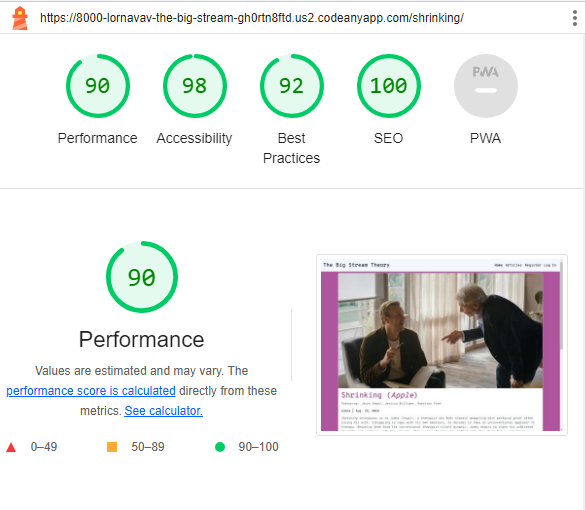 https://8000-lornavav-the-big-stream-gh0rtn8ftd.us2.codeanyapp.com/shrinking/
90
98
92
100
PWA
Performance
Accessibility
Best
Practices
SEO
PWA
90
Performance
Values are estimated and may vary. The
performance score is calculated directly from these
metrics. See calculator.
0–49
50–89
90–100
The Big Stream Theory
Home Articles Register Log In
Shrinking (Apple)